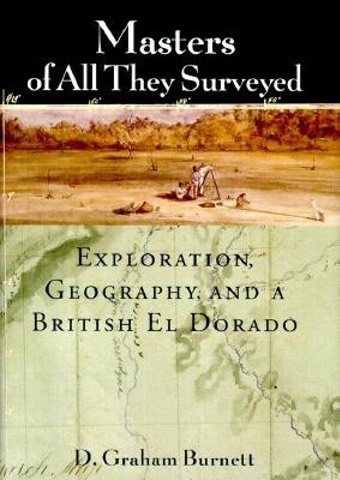 Masters
of All They Surveyed
EXPLORATION,
GEOGRAPHY, AND A
BRITISH EL DORADO
D. Graham Burnett